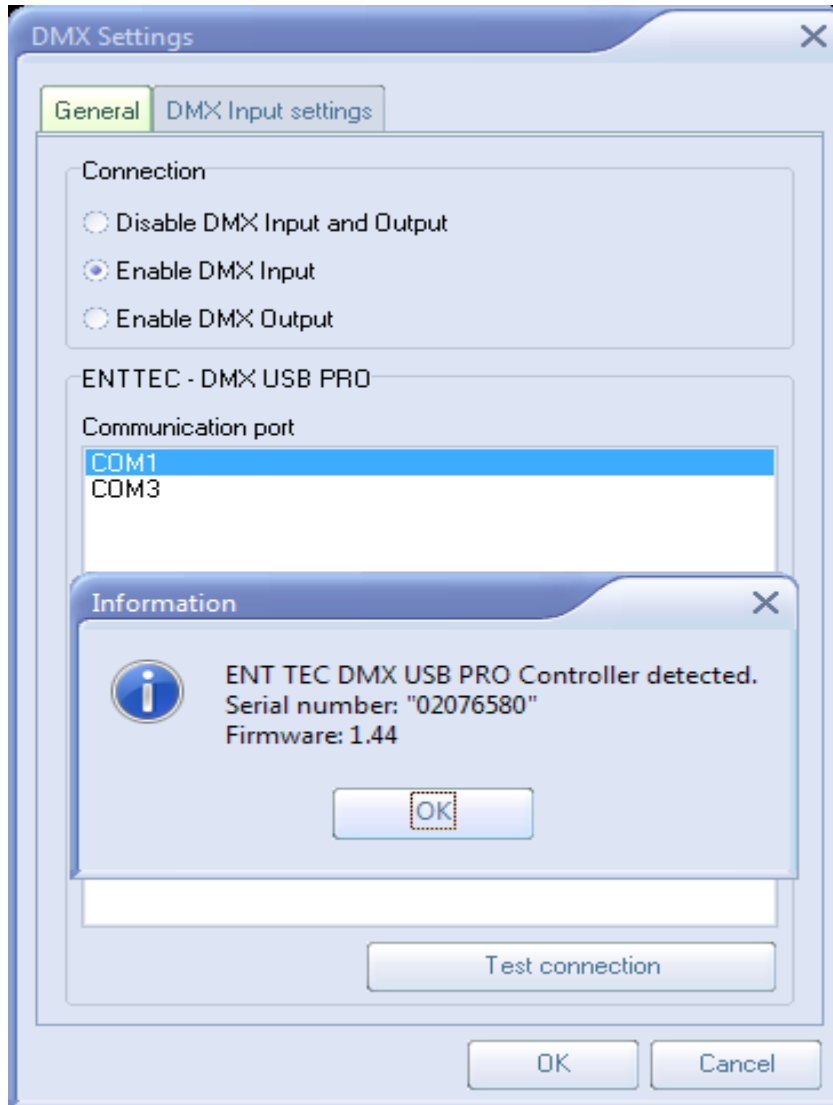 DMX Settings
General
DMX Input settings
Connection
Disable DMX Input and Output
Enable DMX Input
Enable DMX Output
ENTTEC - DMX USB PRO
Communication port
COM1
COM3
Information
ENT TEC DMX USB PRO Controller detected.
Serial number: "02076580"
Firmware: 1.44
OK
Test connection
OK
Cancel